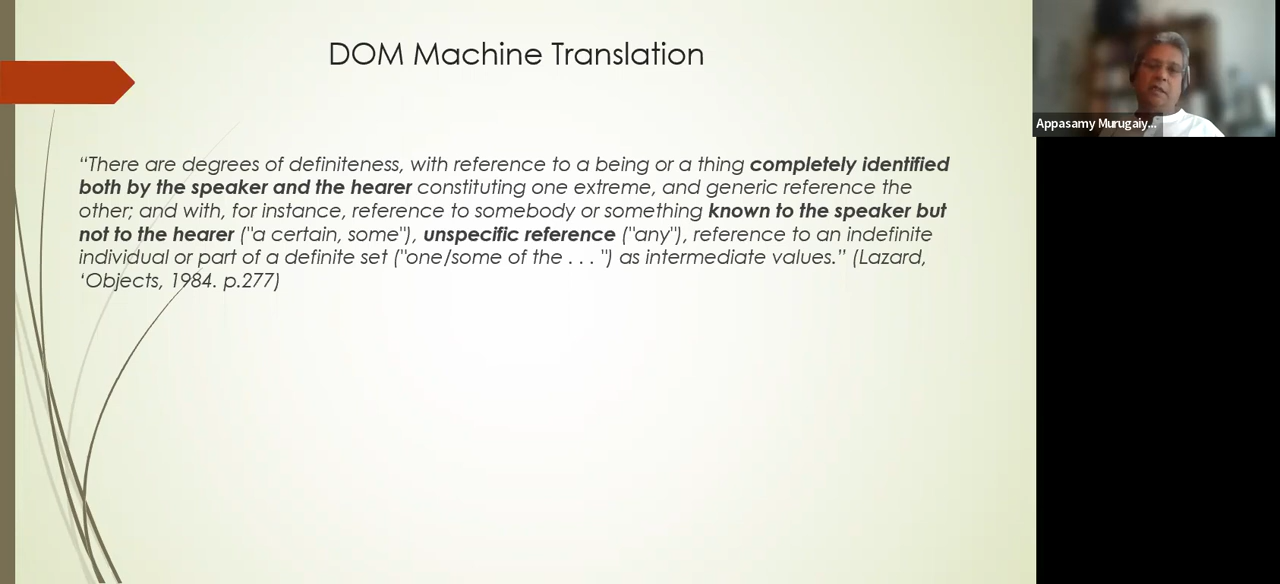 DOM Machine Translation
“There are degrees of definiteness, with reference to a being or a thing completely identified
both by the speaker and the hearer constituting one extreme, and generic reference the
other; and with, for instance, reference to somebody or something known to the speaker but
not to the hearer ("a certain, some"), unspecific reference ("any"), reference to an indefinite
individual or part of a definite set ("one/some of the . . . ") as intermediate values.” (Lazard,
‘Objects, 1984. p.277)
Appasamy Murugaiy...